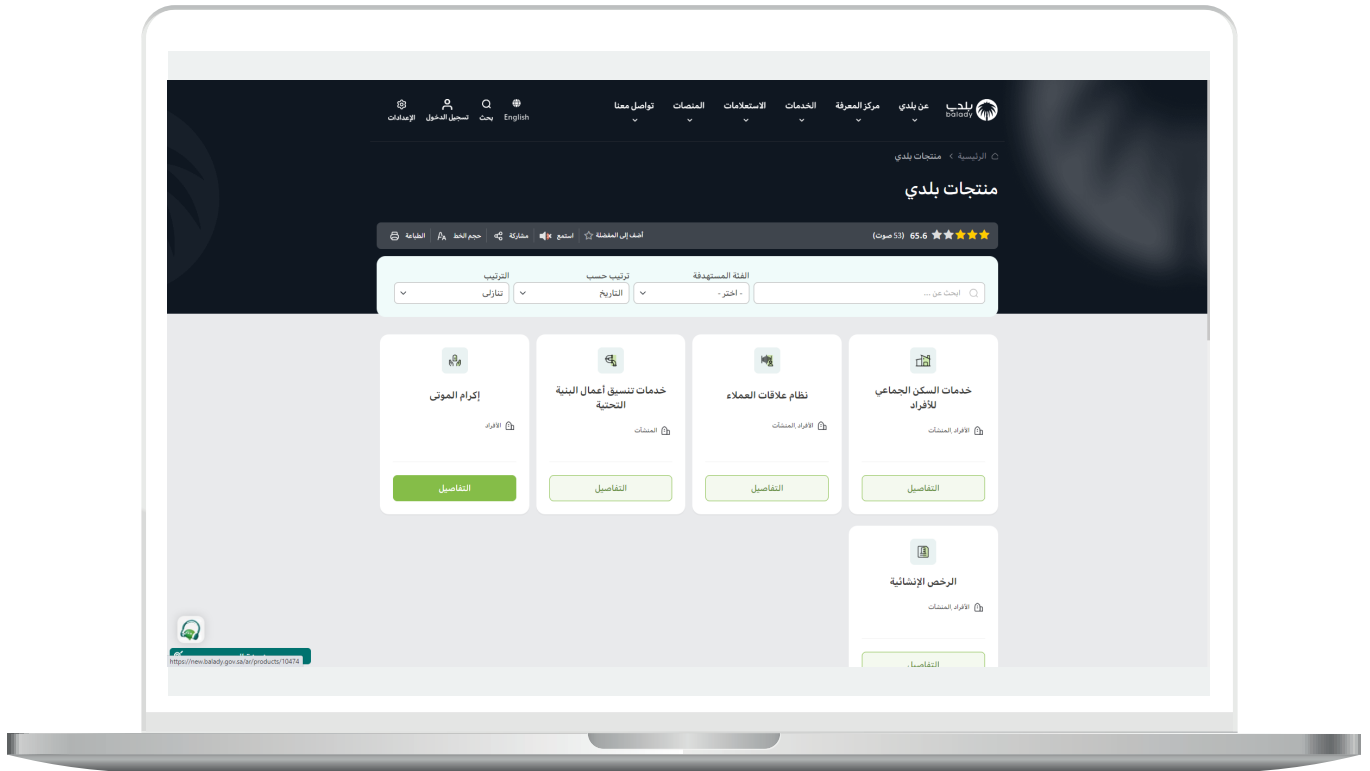 بلدي
balady
عن بلدي
مركز المعرفة
الخدمات
الاستعلامات
المنصات
تواصل معنا
English
بحث
تسجيل الدخول
الإعدادات
الرئيسية > منتجات بلدي
منتجات بلدي
65.6 (53 صوت)
أضف إلى المفضلة
استمع
مشاركة
حجم الخط
الطباعة
الفئة المستهدفة
ترتيب حسب
الترتيب
ابحث عن ...
- اختر -
التاريخ
تنازلي
خدمات السكن الجماعي
للأفراد
الأفراد ,المنشآت
التفاصيل
نظام علاقات العملاء
الأفراد ,المنشآت
التفاصيل
خدمات تنسيق أعمال البنية
التحتية
المنشآت
التفاصيل
إكرام الموتى
الأفراد
التفاصيل
الرخص الإنشائية
الأفراد ,المنشآت
التفاصيل
https://new.balady.gov.sa/ar/products/10474